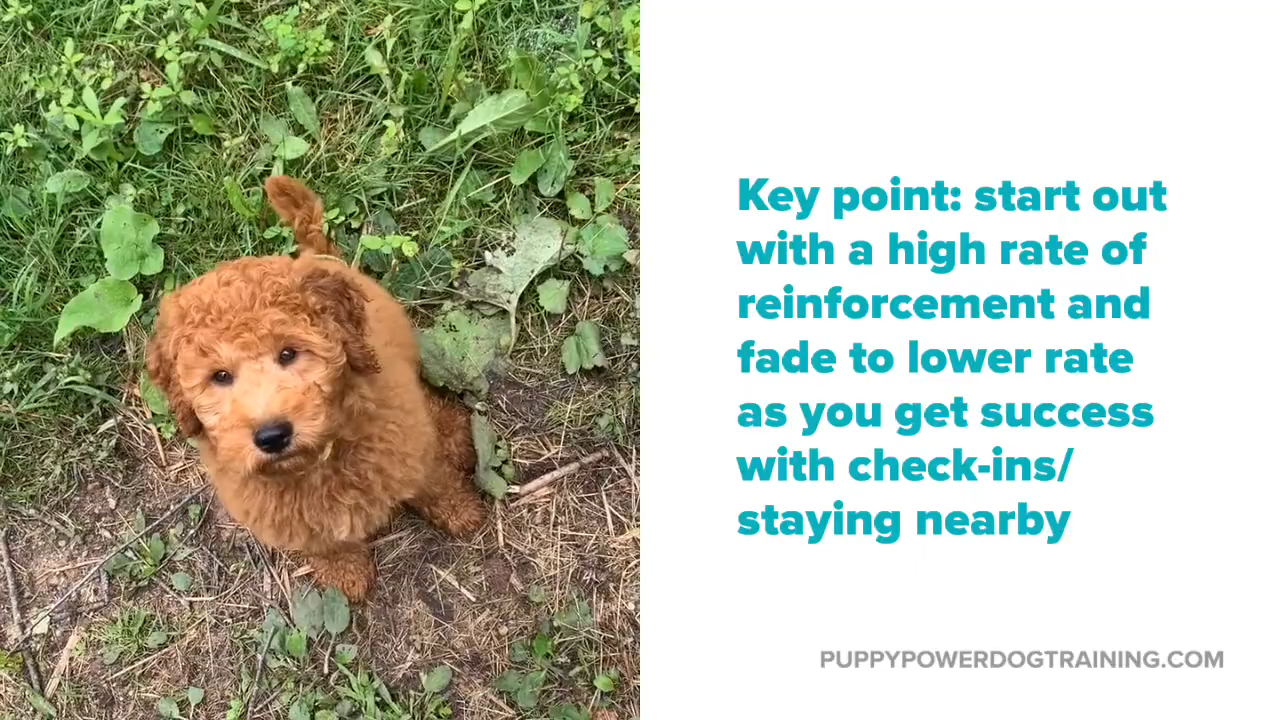 Key point: start out
with a high rate of
reinforcement and
fade to lower rate
as you get success
with check-ins/
staying nearby
PUPPYPOWERDOGTRAINING.COM